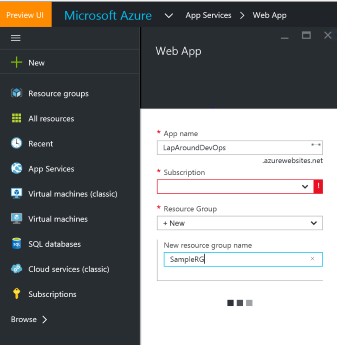 Preview UI
Microsoft Azure
App Services > Web App
New
Resource groups
All resources
Recent
App Services
Virtual machines (classic)
Virtual machines
SQL databases
Cloud services (classic)
Subscriptions
Browse >
Web App
* App name
LapAroundDevOps
.azurewebsites.net
* Subscription
!
* Resource Group
+ New
New resource group name
SampleRG